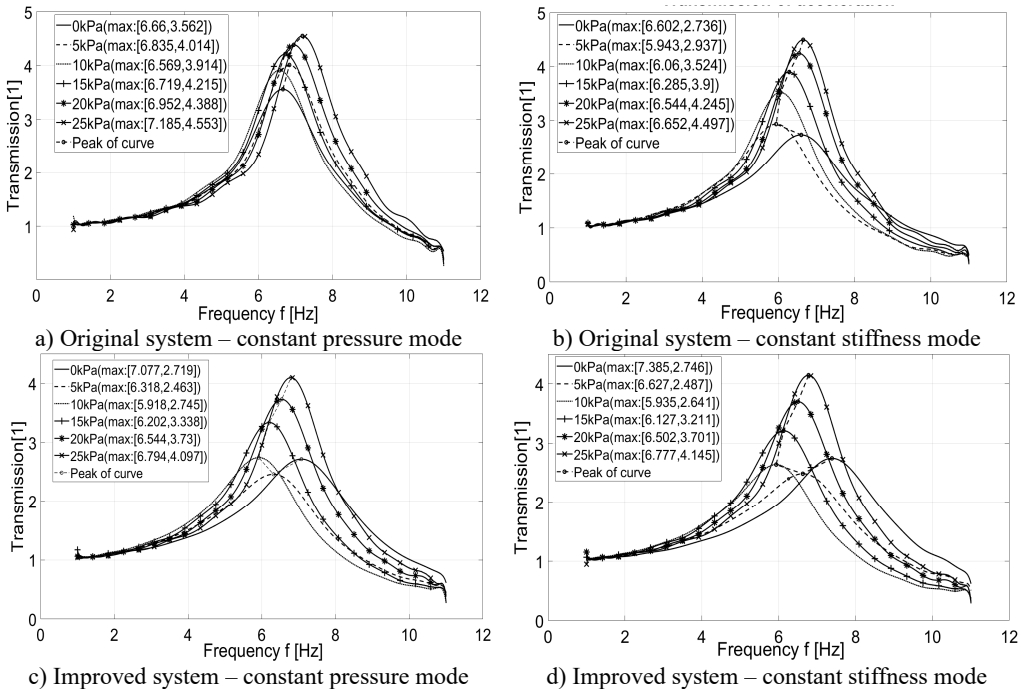 Transmission[1]
4
3
2
1
0kPa(max:[6.66,3.562])
5kPa(max:[6.835,4.014])
10kPa(max:[6.569,3.914])
15kPa(max:[6.719,4.215])
20kPa(max:[6.952,4.388])
25kPa(max:[7.185,4.553])
Peak of curve
5
0 2 4 6 8 10 12
Frequency f [Hz]
a) Original system – constant pressure mode
Transmission[1]
5
4
3
2
1
0
0kPa(max:[6.602,2.736])
5kPa(max:[5.943,2.937])
10kPa(max:[6.06,3.524])
15kPa(max:[6.285,3.9])
20kPa(max:[6.544,4.245])
25kPa(max:[6.652,4.497])
Peak of curve
0 2 4 6 8 10 12
Frequency f [Hz]
b) Original system – constant stiffness mode
Transmission[1]
4
3
2
1
0
0kPa(max:[7.077,2.719])
5kPa(max:[6.318,2.463])
10kPa(max:[5.918,2.745])
15kPa(max:[6.202,3.338])
20kPa(max:[6.544,3.73])
25kPa(max:[6.794,4.097])
Peak of curve
0 2 4 6 8 10 12
Frequency f [Hz]
c) Improved system – constant pressure mode
Transmission[1]
4
3
2
1
0
0kPa(max:[7.385,2.746])
5kPa(max:[6.627,2.487])
10kPa(max:[5.935,2.641])
15kPa(max:[6.127,3.211])
20kPa(max:[6.502,3.701])
25kPa(max:[6.777,4.145])
Peak of curve
0 2 4 6 8 10 12
Frequency f [Hz]
d) Improved system – constant stiffness mode